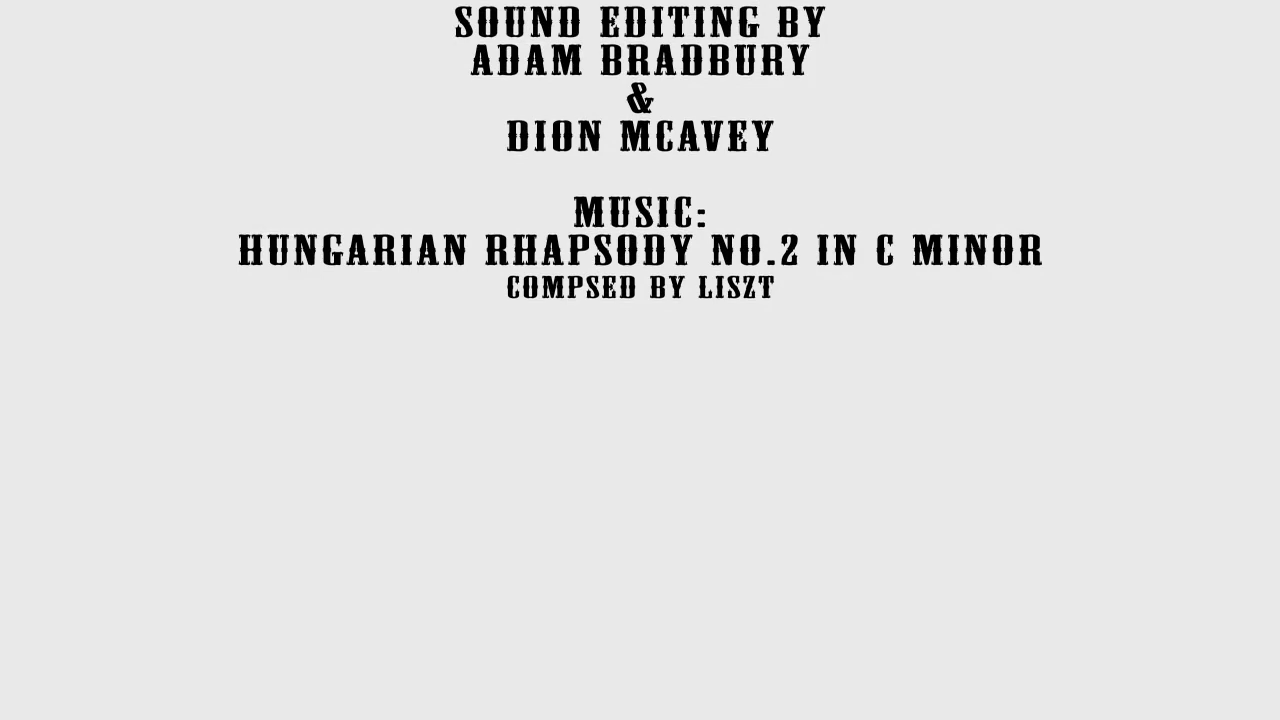 SOUND EDITING BY
ADAM BRADBURY
&
DION MCAVEY
MUSIC:
HUNGARIAN RHAPSODY NO.2 IN C MINOR
COMPSED BY LISZT